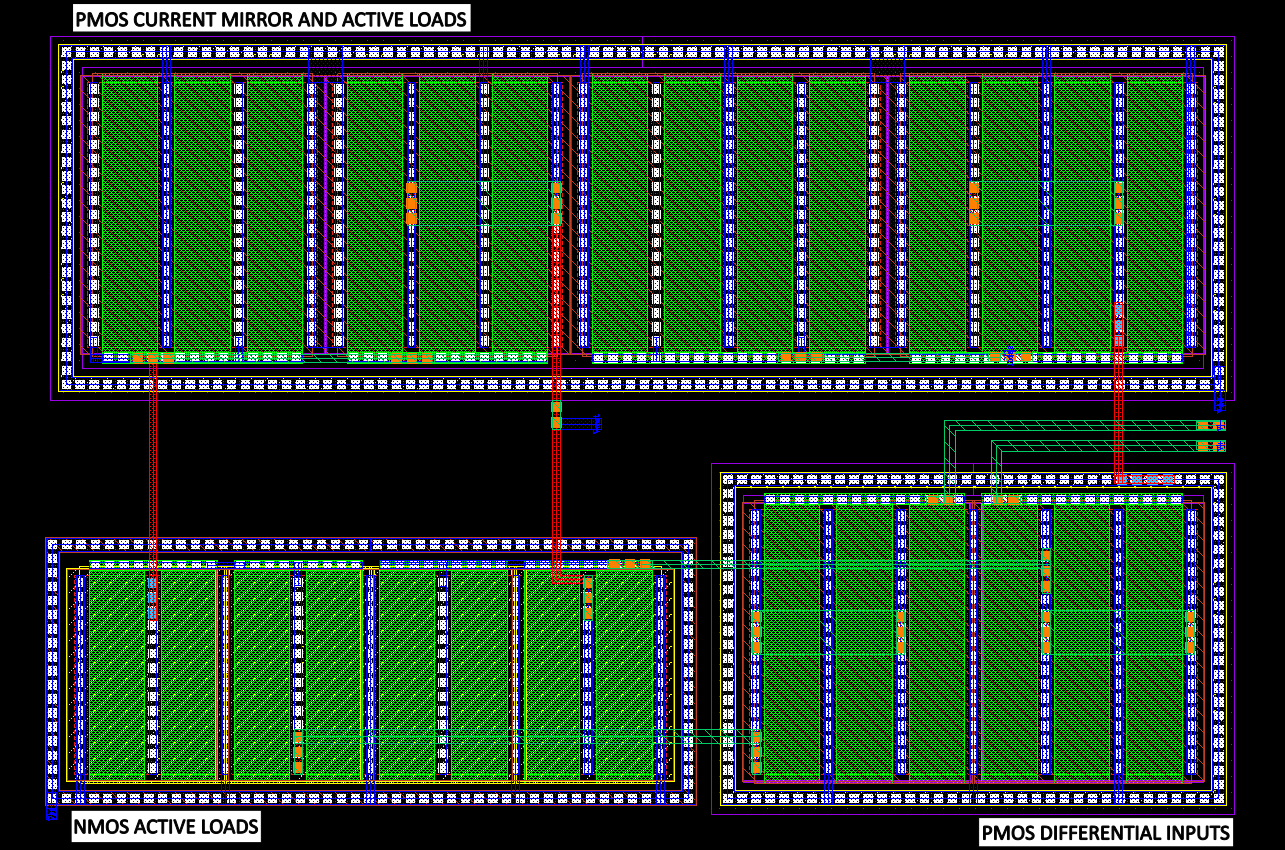 PMOS CURRENT MIRROR AND ACTIVE LOADS
NMOS ACTIVE LOADS
PMOS DIFFERENTIAL INPUTS